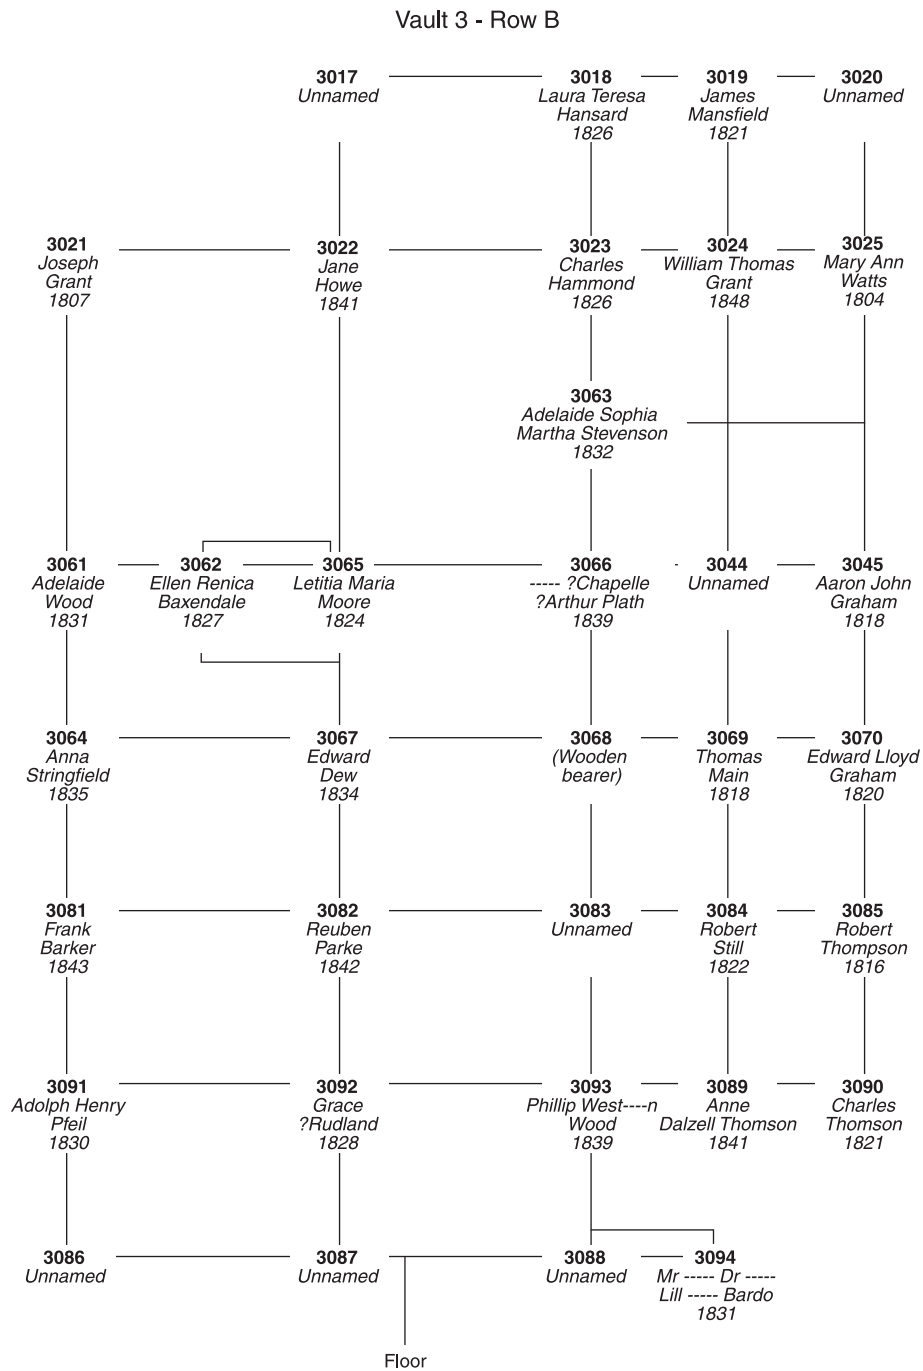 Vault 3 - Row B
3017
Unnamed
3018
Laura Teresa
Hansard
1826
3019
James
Mansfield
1821
3020
Unnamed
3021
Joseph
Grant
1807
3022
Jane
Howe
1841
3023
Charles
Hammond
1826
3024
William Thomas
Grant
1848
3025
Mary Ann
Watts
1804
3063
Adelaide Sophia
Martha Stevenson
1832
3061
Adelaide
Wood
1831
3062
Ellen Renica
Baxendale
1827
3065
Letitia Maria
Moore
1824
3066
----- ?Chapelle
?Arthur Plath
1839
3044
Unnamed
3045
Aaron John
Graham
1818
3064
Anna
Stringfield
1835
3067
Edward
Dew
1834
3068
(Wooden
bearer)
3069
Thomas
Main
1818
3070
Edward Lloyd
Graham
1820
3081
Frank
Barker
1843
3082
Reuben
Parke
1842
3083
Unnamed
3084
Robert
Still
1822
3085
Robert
Thompson
1816
3091
Adolph Henry
Pfeil
1830
3092
Grace
?Rudland
1828
3093
Phillip West----n
Wood
1839
3089
Anne
Dalzell Thomson
1841
3090
Charles
Thomson
1821
3086
Unnamed
3087
Unnamed
3088
Unnamed
3094
Mr ----- Dr -----
Lill ----- Bardo
1831
Floor